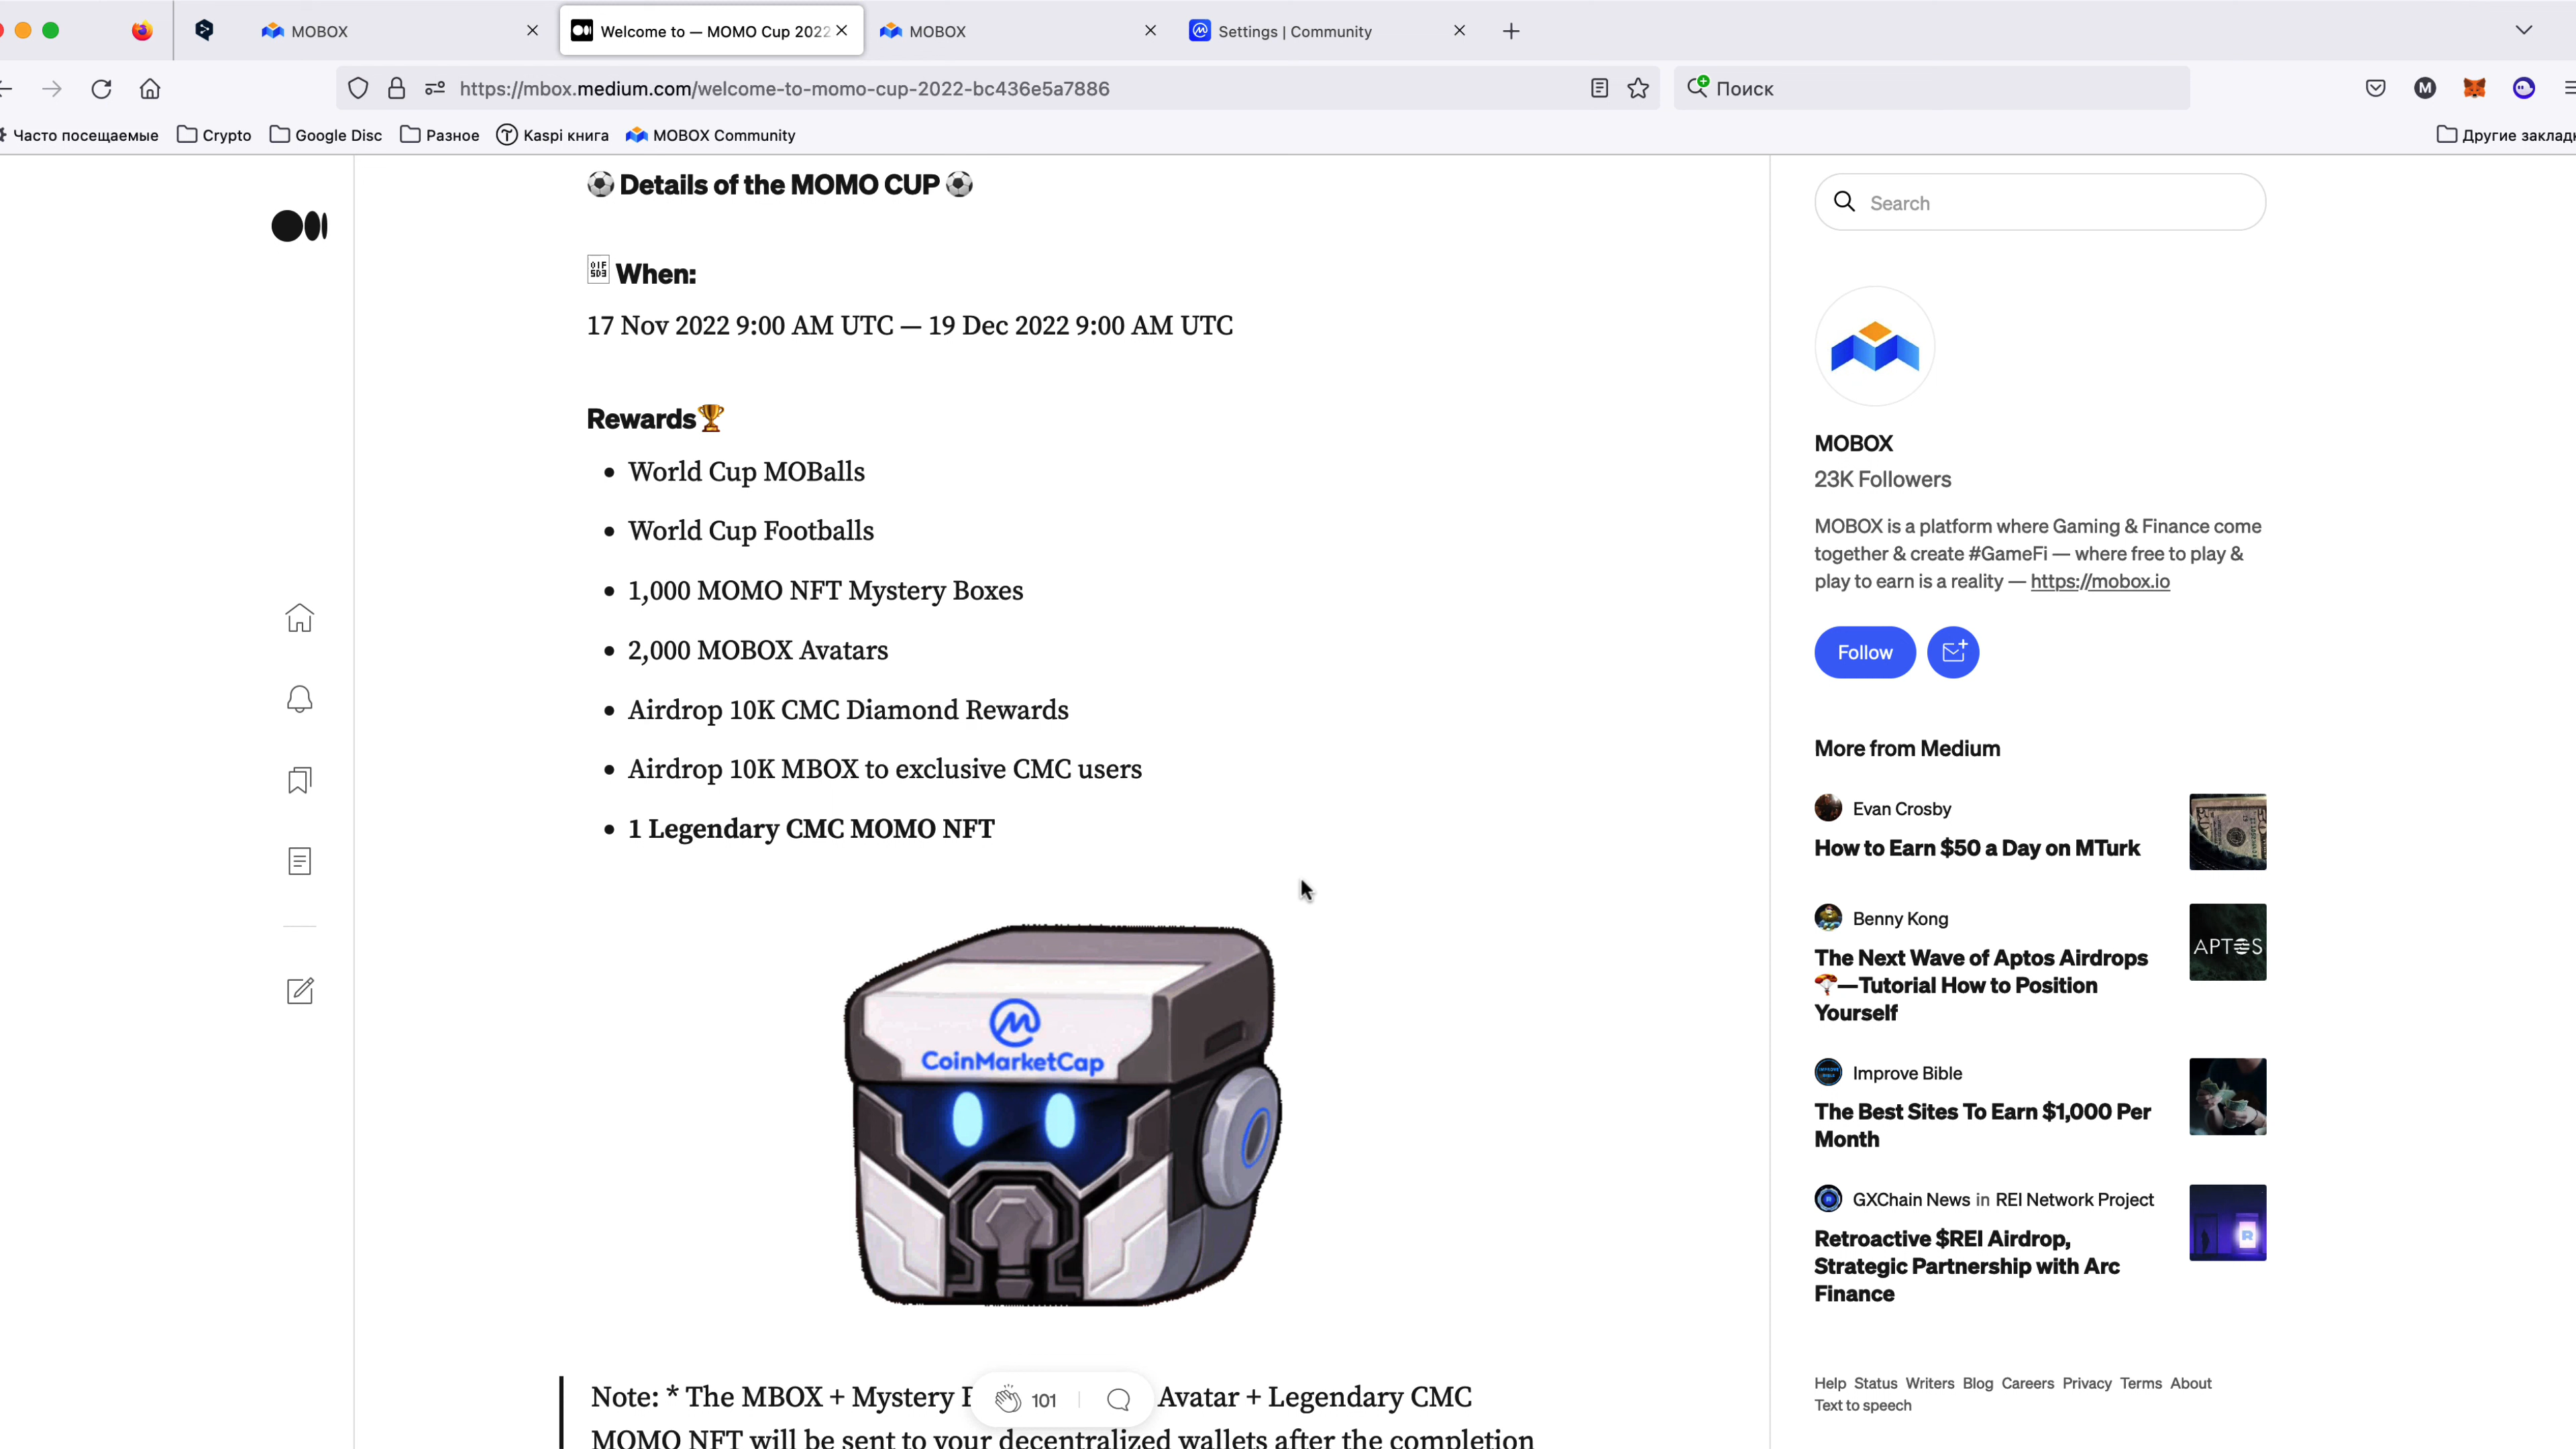 MOBOX
Welcome to — MOMO Cup 2022
MOBOX
Settings | Community
https://mbox.medium.com/welcome-to-momo-cup-2022-bc436e5a7886
Поиск
Часто посещаемые
Crypto
Google Disc
Разное
Kaspi книга
MOBOX Community
Другие заклад
Details of the MOMO CUP
When:
17 Nov 2022 9:00 AM UTC — 19 Dec 2022 9:00 AM UTC
Rewards
• World Cup MOBalls
• World Cup Footballs
• 1,000 MOMO NFT Mystery Boxes
• 2,000 MOBOX Avatars
• Airdrop 10K CMC Diamond Rewards
• Airdrop 10K MBOX to exclusive CMC users
• 1 Legendary CMC MOMO NFT
CoinMarketCap
Note: * The MBOX + Mystery
Avatar + Legendary CMC
MOMO NFT will be sent to your decentralized wallets after the completion
101
Search
MOBOX
23K Followers
MOBOX is a platform where Gaming & Finance come
together & create #GameFi — where free to play &
play to earn is a reality — https://mobox.io
Follow
More from Medium
Evan Crosby
How to Earn $50 a Day on MTurk
Benny Kong
The Next Wave of Aptos Airdrops
—Tutorial How to Position
Yourself
APTOS
Improve Bible
The Best Sites To Earn $1,000 Per
Month
GXChain News in REI Network Project
Retroactive $REI Airdrop,
Strategic Partnership with Arc
Finance
Help Status Writers Blog Careers Privacy Terms About
Text to speech